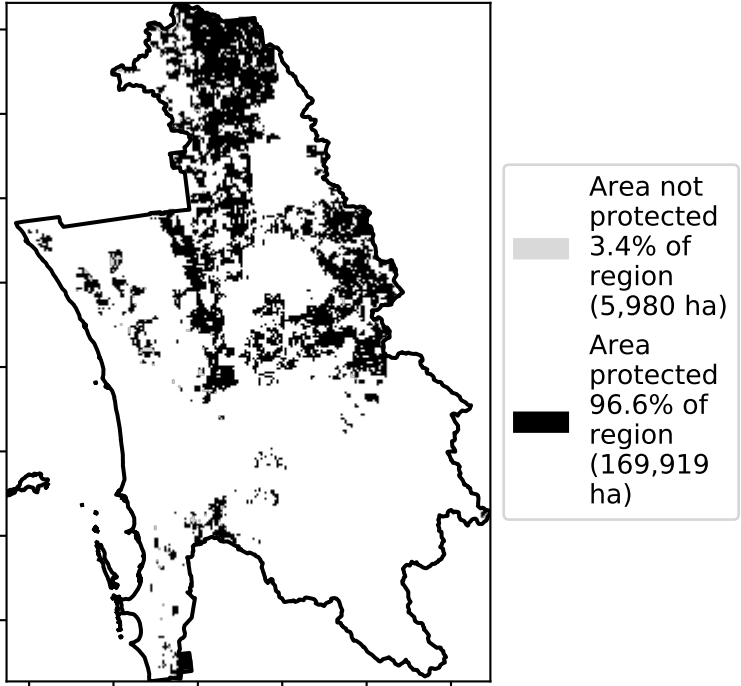 Area not
protected
3.4% of
region
(5,980 ha)
Area
protected
96.6% of
region
(169,919
ha)